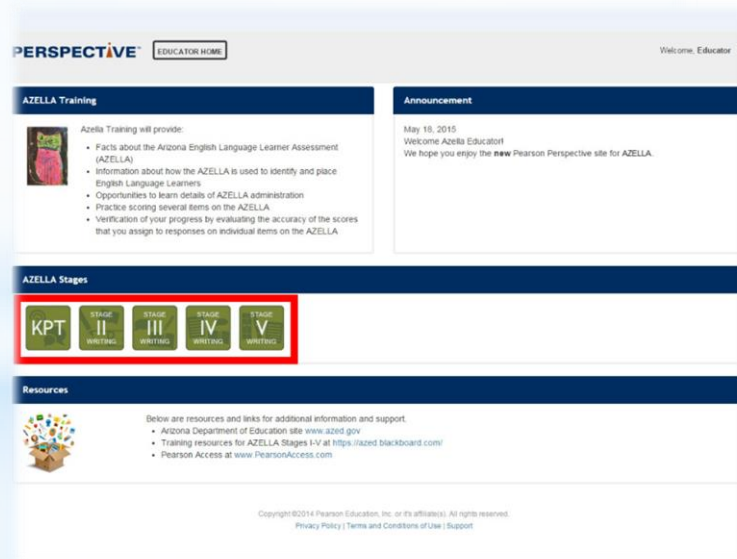 PERSPECTIVE
EDUCATOR HOME
Welcome, Educator
AZELLA Training
Azella Training will provide:
• Facts about the Arizona English Language Learner Assessment
(AZELLA)
• Information about how the AZELLA is used to identify and place
English Language Learners
• Opportunities to learn details of AZELLA administration
• Practice scoring several items on the AZELLA
• Verification of your progress by evaluating the accuracy of the scores
that you assign to responses on individual items on the AZELLA
Announcement
May 18, 2015
Welcome Azella Educator!
We hope you enjoy the new Pearson Perspective site for AZELLA.
AZELLA Stages
KPT
STAGE
II
WRITING
STAGE
III
WRITING
STAGE
IV
WRITING
STAGE
V
WRITING
Resources
Below are resources and links for additional information and support.
• Arizona Department of Education site www.azed.gov
• Training resources for AZELLA Stages I-V at https://azed.blackboard.com/
• Pearson Access at www.PearsonAccess.com
Copyright ©2014 Pearson Education, Inc. or it's affiliate(s). All rights reserved.
Privacy Policy | Terms and Conditions of Use | Support